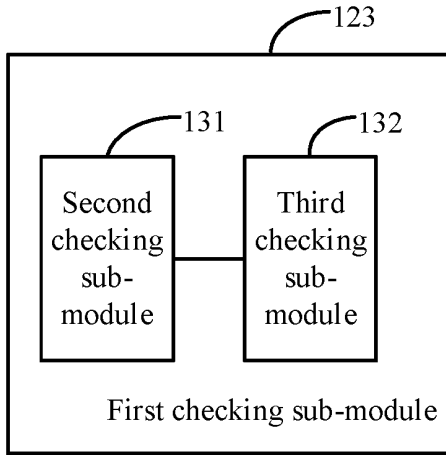 123
131
132
Second
checking
sub-
module
Third
checking
sub-
module
First checking sub-module